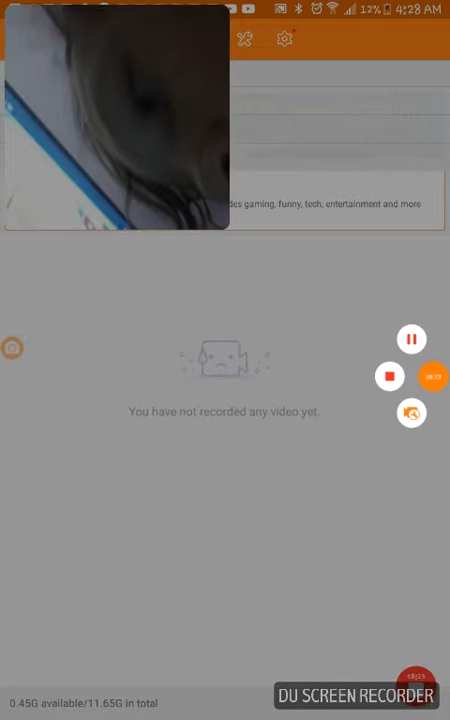 12% 4:28 AM
des gaming, funny, tech, entertainment and more
You have not recorded any video yet.
0.45G available/11.65G in total
DU SCREEN RECORDER